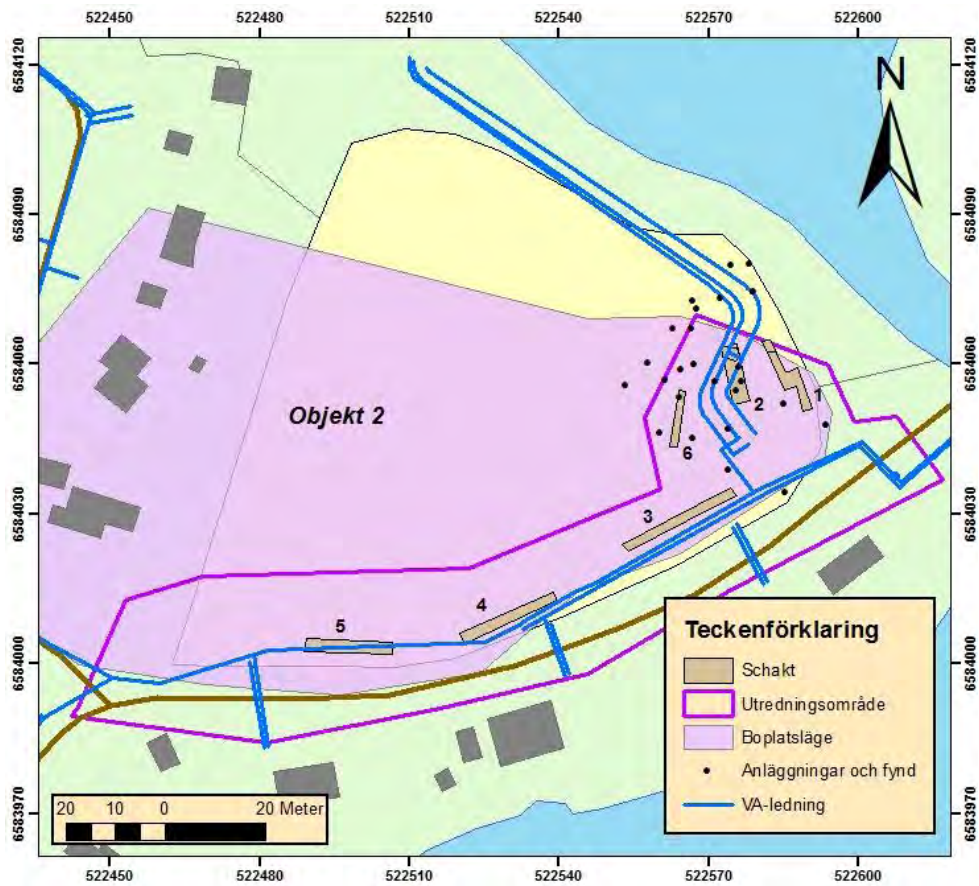 522450 522480 522510 522540 522570 522600
6584120 6584120
N
6584090 6584090
6584060 6584060
Objekt 2
1
2
6
6584030 6584030
3
4
5
Teckenförklaring
Schakt
Utredningsområde
Boplatsläge
Anläggningar och fynd
VA-ledning
6584000 6584000
20 10 0 20 Meter
6583970 6583970
522450 522480 522510 522540 522570 522600